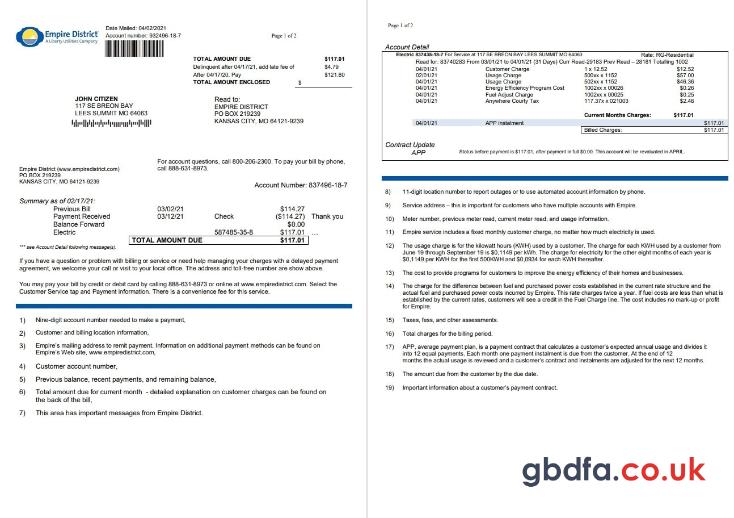 Empire District
A Liberty Utilities Company
Date Mailed: 04/02/2021
Account number: 932496-18-7
Page 1 of 2
TOTAL AMOUNT DUE $117.01
Delinquent after 04/17/21, add late fee of $4.79
After 04/17/20, Pay $121.80
TOTAL AMOUNT ENCLOSED $
JOHN CITIZEN
117 SE BREON BAY
LEES SUMMIT MO 64063
Read to:
EMPIRE DISTRICT
PO BOX 219239
KANSAS CITY, MO 64121-9239
For account questions, call 800-206-2300. To pay your bill by phone,
call 888-631-8973.
Empire District (www.empiredistrict.com)
PO BOX 219239
KANSAS CITY, MO 64121-9239
Account Number: 837496-18-7
Summary as of 02/17/21:
Previous Bill 03/02/21 $114.27
Payment Received 03/12/21 Check ($114.27) Thank you
Balance Forward $0.00
Electric 587485-35-8 $117.01 ...
TOTAL AMOUNT DUE $117.01
*** see Account Detail following message(s).
If you have a question or problem with billing or service or need help managing your charges with a delayed payment
agreement, we welcome your call or visit to your local office. The address and toll-free number are show above.
You may pay your bill by credit or debit card by calling 888-631-8973 or online at www.empiredistrict.com. Select the
Customer Service tap and Payment Information. There is a convenience fee for this service.
1) Nine-digit account number needed to make a payment,
2) Customer and billing location information,
3) Empire's mailing address to remit payment. Information on additional payment methods can be found on
Empire's Web site, www.empiredistrict.com,
4) Customer account number,
5) Previous balance, recent payments, and remaining balance,
6) Total amount due for current month - detailed explanation on customer charges can be found on
the back of the bill,
7) This area has important messages from Empire District.
Page 1 of 2
Account Detail
Electric 837436-18-7 For Service at 117 SE BREON BAY LEES SUMMIT MO 64063 Rate: RG-Residential
Read for: 83740283 From 03/01/21 to 04/01/21 (31 Days) Curr Read-29183 Prev Read – 28181 Totalling 1002
04/01/21 Customer Charge 1 x 12.52 $12.52
02/01/21 Usage Charge 500xx x 1152 $57.00
04/01/21 Usage Charge 502xx x 1152 $46.36
04/01/21 Energy Efficiency Program Cost 1002xx x 00026 $0.26
04/01/21 Fuel Adjust Charge 1002xx x 00025 $0.25
04/01/21 Anywhere Courty Tax 117.37x x 021003 $2.46
Current Months Charges: $117.01
04/01/21 APP instalment $117.01
Billed Charges: $117.01
Contract Update
APP Status before payment is $117.01, after payment in full $0.00. This account will be revaluated in APRIL.
8) 11-digit location number to report outages or to use automated account information by phone.
9) Service address – this is important for customers who have multiple accounts with Empire.
10) Meter number, previous meter read, current meter read, and usage information.
11) Empire service includes a fixed monthly customer charge, no matter how much electricity is used.
12) The usage charge is for the kilowatt hours (KWH) used by a customer. The charge for each KWH used by a customer from
June 19 through September 19 is $0,1149 per kWh. The charge for electricity for the other eight months of each year is
$0,1149 per kWh for the first 500KWH and $0,0934 for each KWH thereafter.
13) The cost to provide programs for customers to improve the energy efficiency of their homes and businesses.
14) The charge for the difference between fuel and purchased power costs established in the current rate structure and the
actual fuel and purchased power costs incurred by Empire. This rate charges twice a year. If fuel costs are less than what is
established by the current rates, customers will see a credit in the Fuel Charge line. The cost includes no mark-up or profit
for Empire.
15) Taxes, fess, and other assessments.
16) Total charges for the billing period.
17) APP, average payment plan, is a payment contract that calculates a customer's expected annual usage and divides it
into 12 equal payments. Each month one payment instalment is due from the customer. At the end of 12
months the actual usage is reviewed and a customer's contract and instalments are adjusted for the next 12 months.
18) The amount due from the customer by the due date.
19) Important information about a customer's payment contract.
gbdfa.co.uk